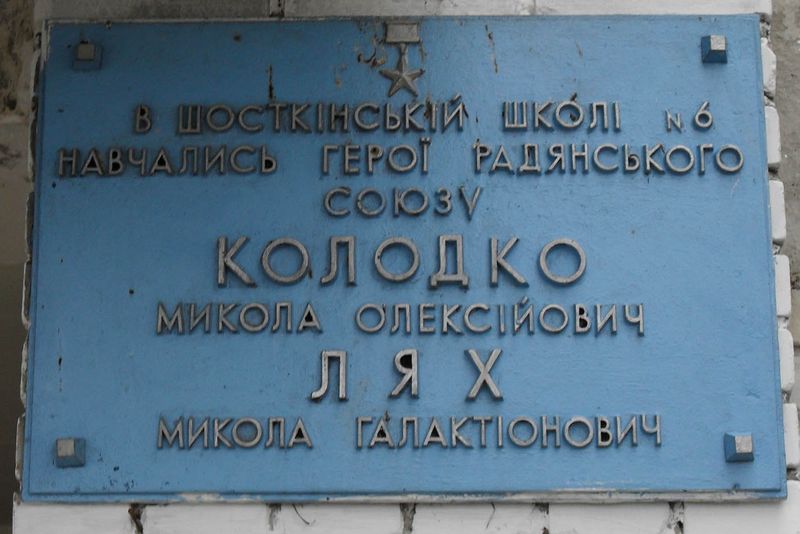 В ШОСТКІНСЬКІЙ ШКОЛІ №6
НАВЧАЛИСЬ ГЕРОЇ РАДЯНСЬКОГО
СОЮЗУ
КОЛОДКО
МИКОЛА ОЛЕКСІЙОВИЧ
ЛЯХ
МИКОЛА ГАЛАКТІОНОВИЧ